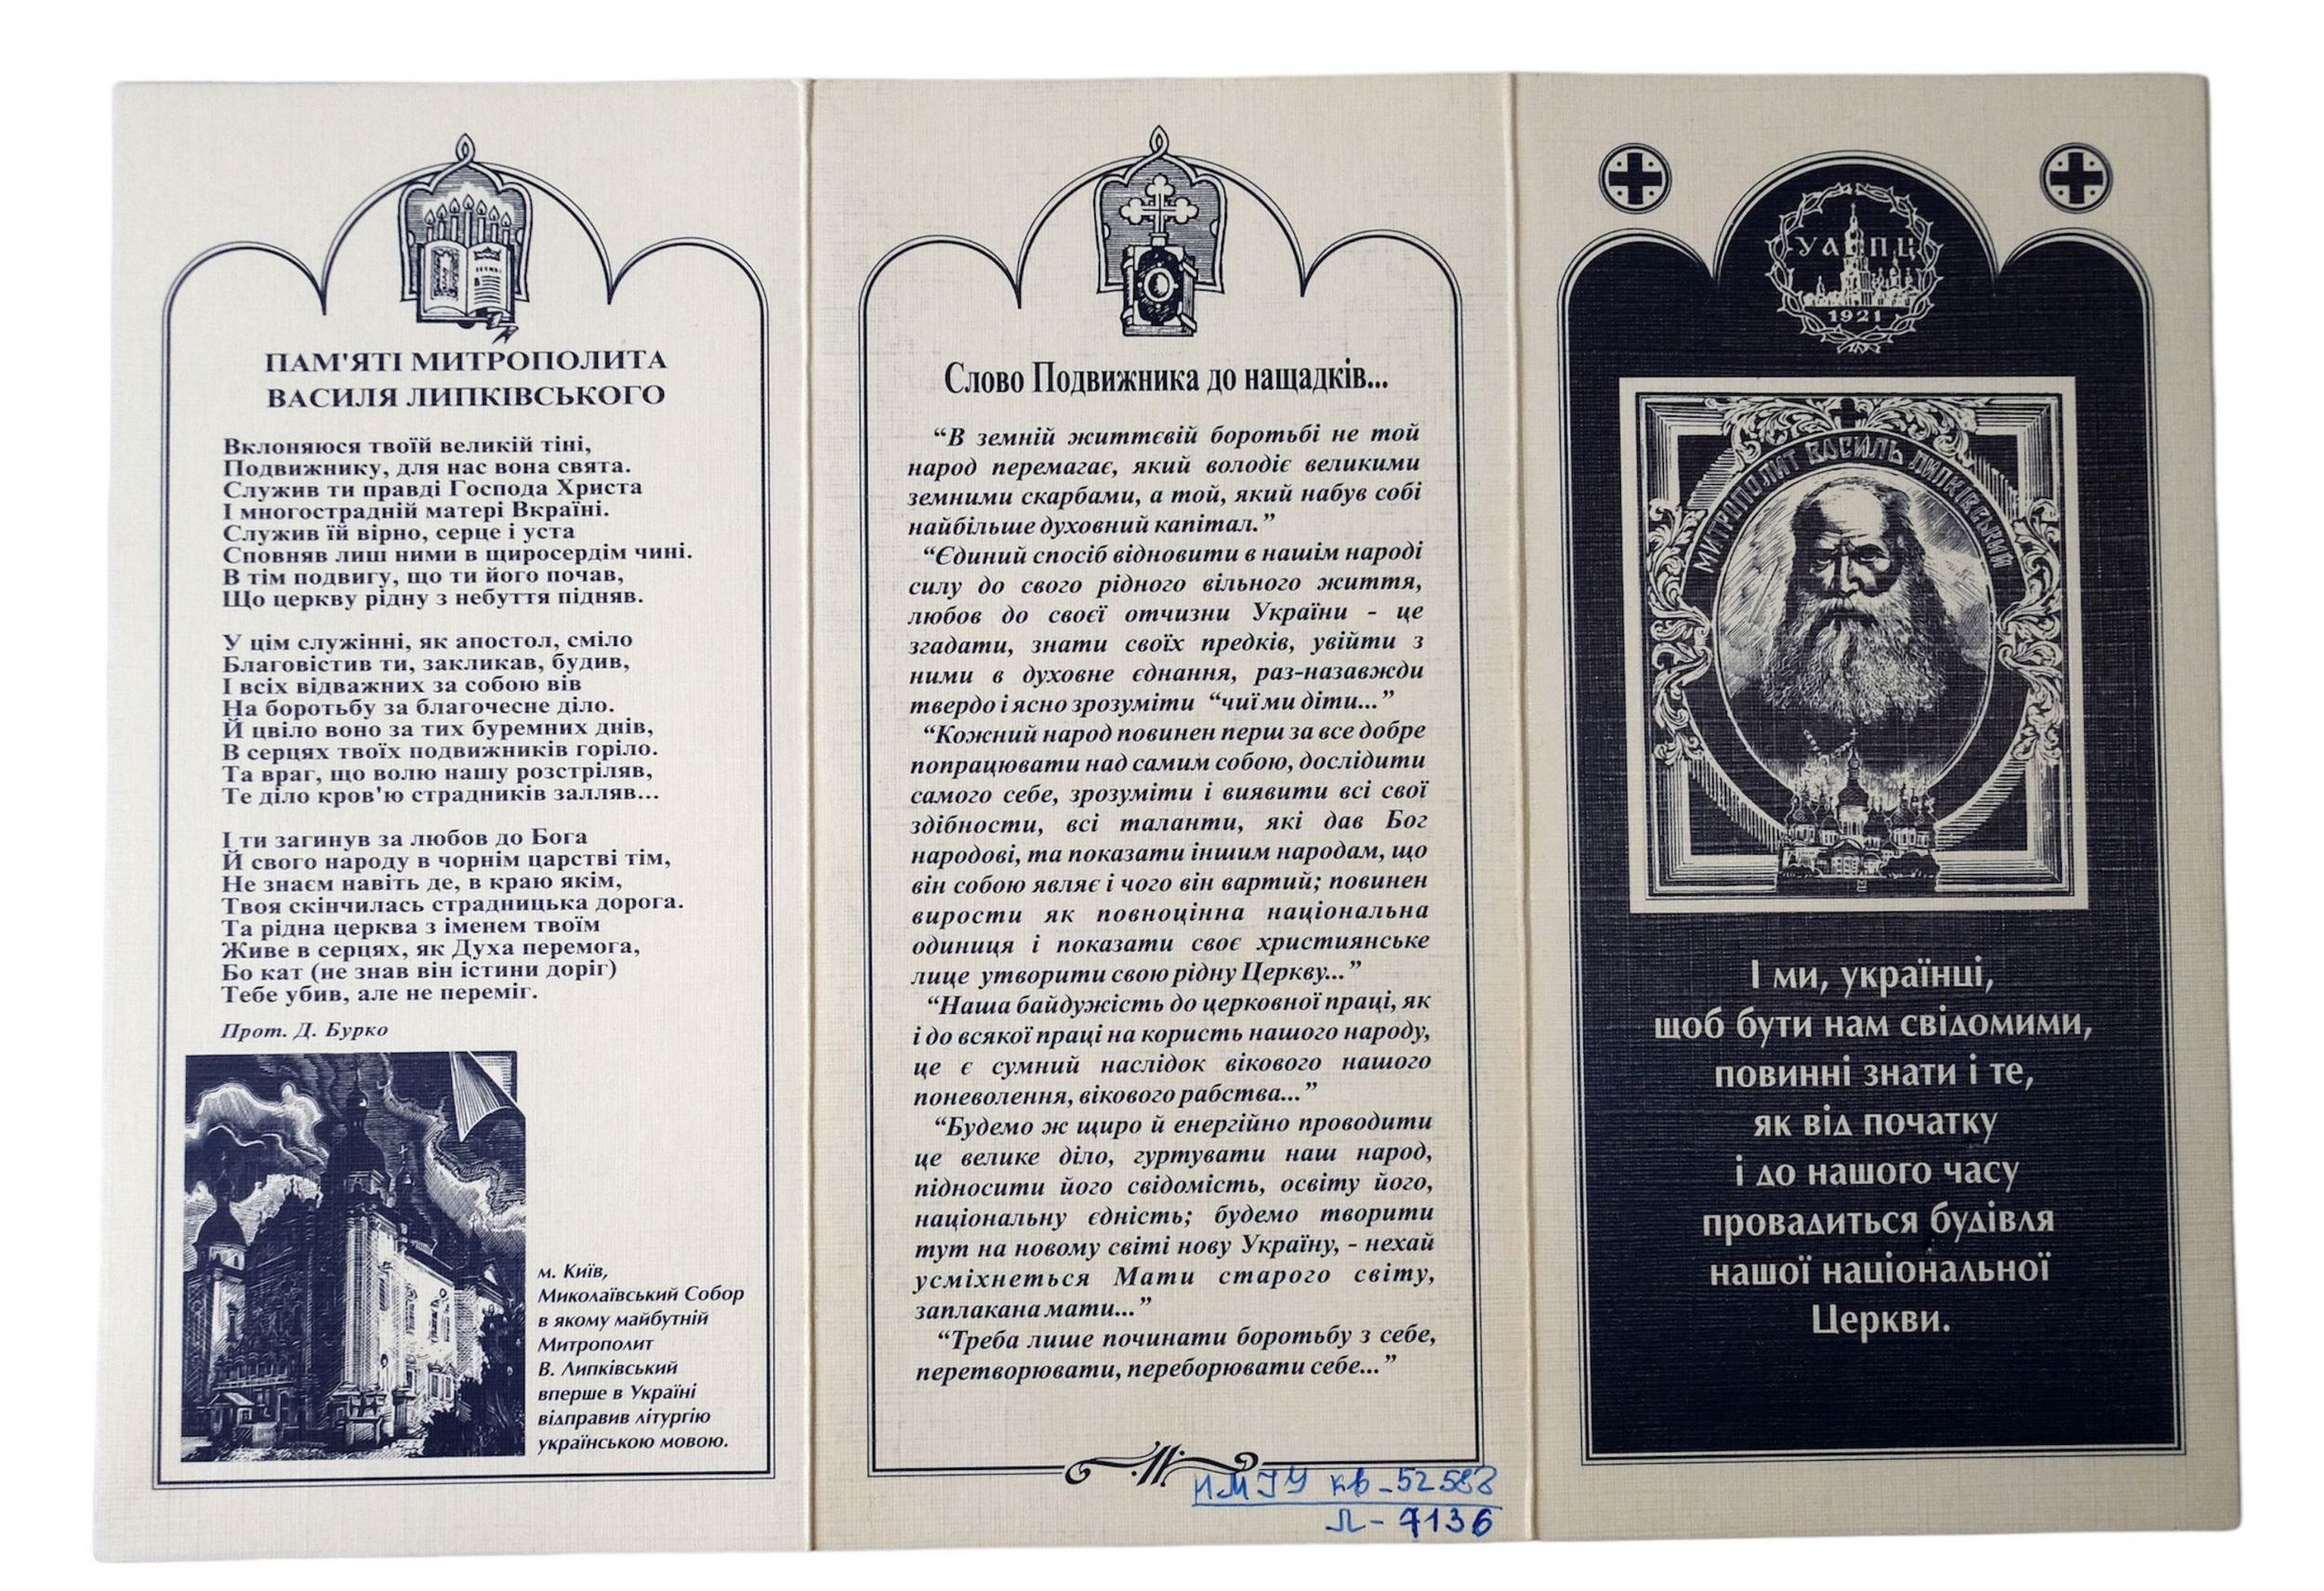 ПАМ'ЯТІ МИТРОПОЛИТА
ВАСИЛЯ ЛИПКІВСЬКОГО
Вклоняюся твоїй великій тіні,
Подвижнику, для нас вона свята.
Служив ти правді Господа Христа
І многострадній матері Вкраїні.
Служив їй вірно, серце і уста
Сповняв лиш ними в щиросердім чині.
В тім подвигу, що ти його почав,
Що церкву рідну з небуття підняв.
У цім служінні, як апостол, сміло
Благовістив ти, закликав, будив,
І всіх відважних за собою вів
На боротьбу за благочесне діло.
Й цвіло воно за тих буремних днів,
В серцях твоїх подвижників горіло.
Та враг, що волю нашу розстріляв,
Те діло кров'ю страдників залляв...
І ти загинув за любов до Бога
Й свого народу в чорнім царстві тім,
Не знаєм навіть де, в краю якім,
Твоя скінчилась страдницька дорога.
Та рідна церква з іменем твоїм
Живе в серцях, як Духа перемога,
Бо кат (не знав він істини доріг)
Тебе убив, але не переміг.
Прот. Д. Бурко
м. Київ,
Миколаївський Собор
в якому майбутній
Митрополит
В. Липківський
вперше в Україні
відправив літургію
українською мовою.
Слово Подвижника до нащадків...
“В земній життєвій боротьбі не той
народ перемагає, який володіє великими
земними скарбами, а той, який набув собі
найбільше духовний капітал.”
“Єдиний спосіб відновити в нашім народі
силу до свого рідного вільного життя,
любов до своєї отчизни України - це
згадати, знати своїх предків, увійти з
ними в духовне єднання, раз-назавжди
твердо і ясно зрозуміти “чиї ми діти...”
“Кожний народ повинен перш за все добре
попрацювати над самим собою, дослідити
самого себе, зрозуміти і виявити всі свої
здібности, всі таланти, які дав Бог
народові, та показати іншим народам, що
він собою являє і чого він вартий; повинен
вирости як повноцінна національна
одиниця і показати своє християнське
лице утворити свою рідну Церкву...”
“Наша байдужість до церковної праці, як
і до всякої праці на користь нашого народу,
це є сумний наслідок вікового нашого
поневолення, вікового рабства...”
“Будемо ж щиро й енергійно проводити
це велике діло, гуртувати наш народ,
підносити його свідомість, освіту його,
національну єдність; будемо творити
тут на новому світі нову Україну, - нехай
усміхнеться Мати старого світу,
заплакана мати...”
“Треба лише починати боротьбу з себе,
перетворювати, переборювати себе...”
НМІУ кв-52588
Л-7136
УАПЦ
1921
МИТРОПОЛИТ ВАСИЛЬ ЛИПКІВСЬКИЙ
І ми, українці,
щоб бути нам свідомими,
повинні знати і те,
як від початку
і до нашого часу
провадиться будівля
нашої національної
Церкви.